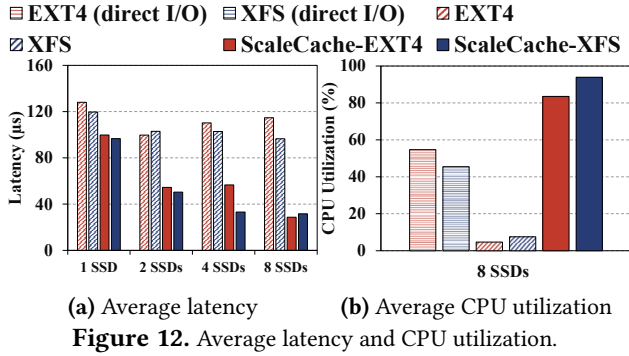 EXT4 (direct I/O) XFS (direct I/O) EXT4
XFS ScaleCache-EXT4 ScaleCache-XFS
160
120
80
40
0
Latency (μs)
1 SSD 2 SSDs 4 SSDs 8 SSDs
100
80
60
40
20
0
CPU Utilization (%)
8 SSDs
(a) Average latency (b) Average CPU utilization
Figure 12. Average latency and CPU utilization.